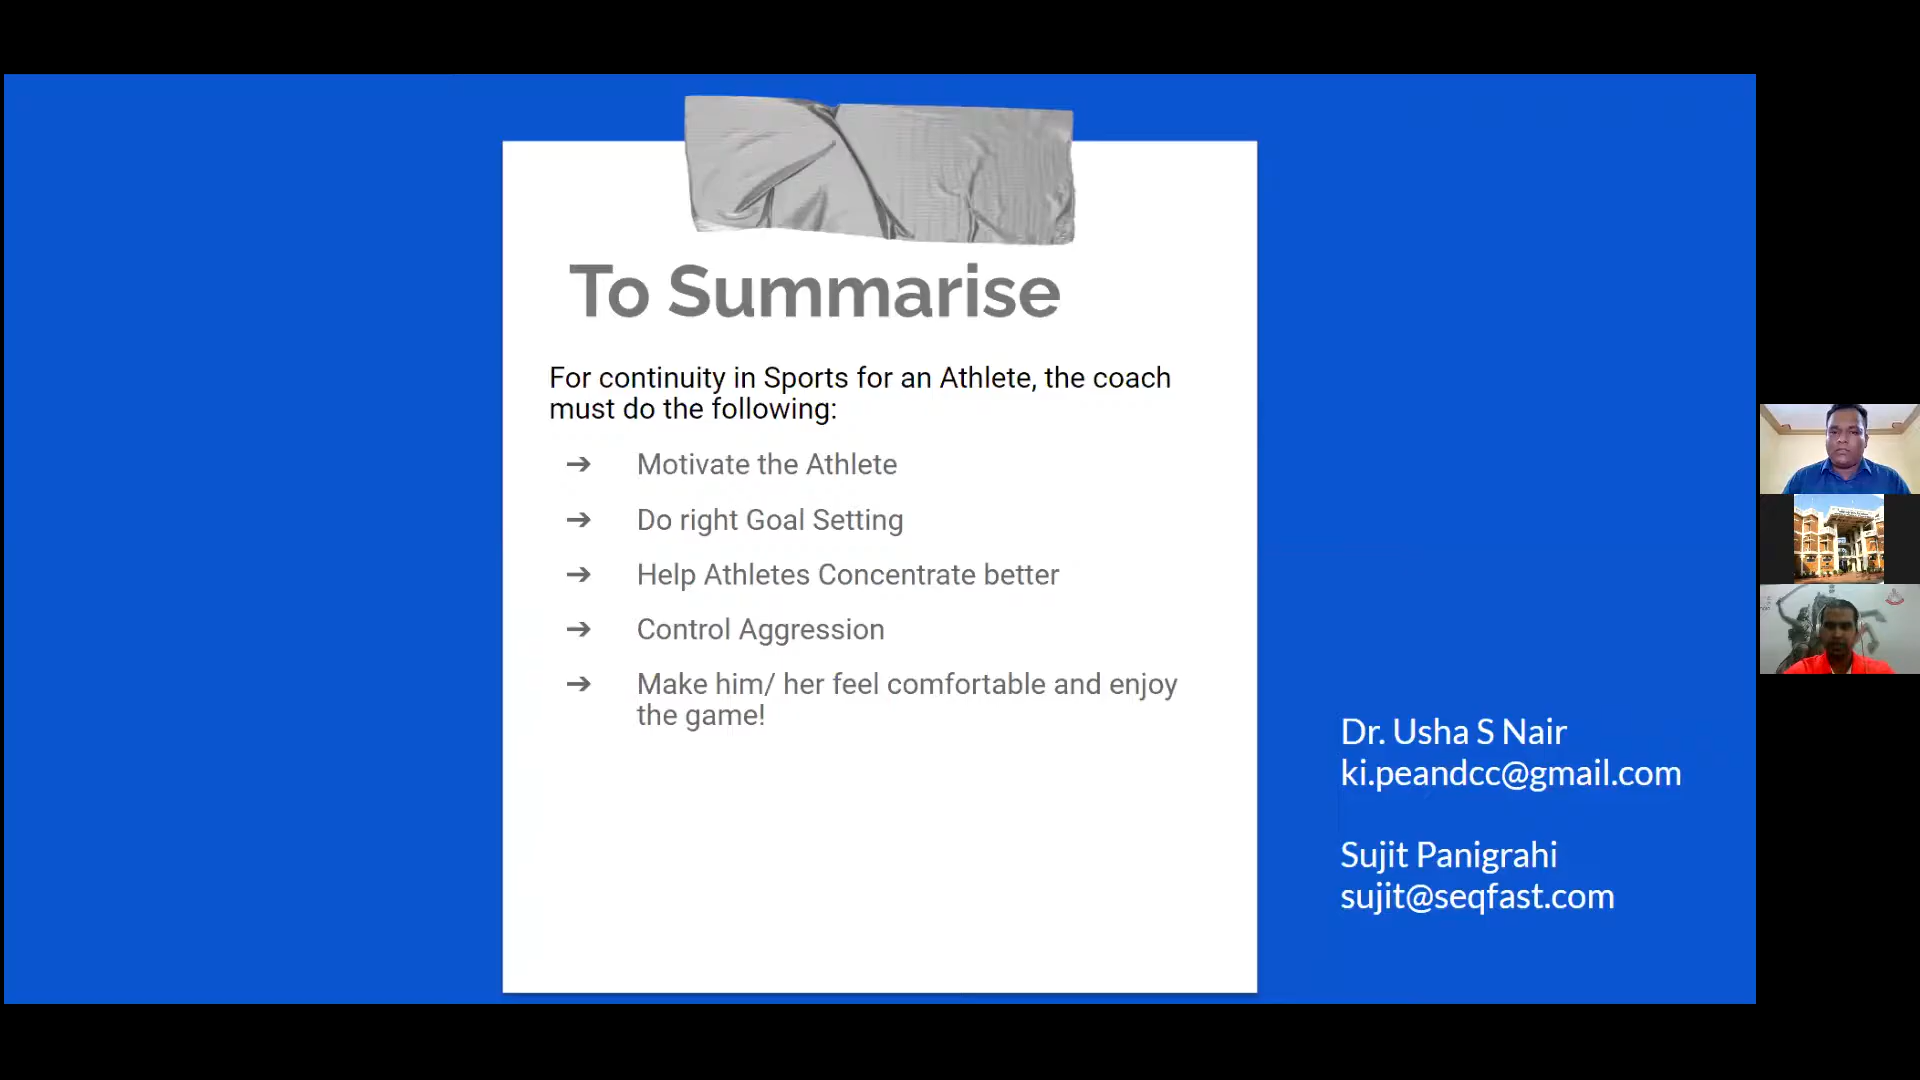 To Summarise
For continuity in Sports for an Athlete, the coach
must do the following:
➔ Motivate the Athlete
➔ Do right Goal Setting
➔ Help Athletes Concentrate better
➔ Control Aggression
➔ Make him/ her feel comfortable and enjoy
the game!
Dr. Usha S Nair
ki.peandcc@gmail.com
Sujit Panigrahi
sujit@seqfast.com